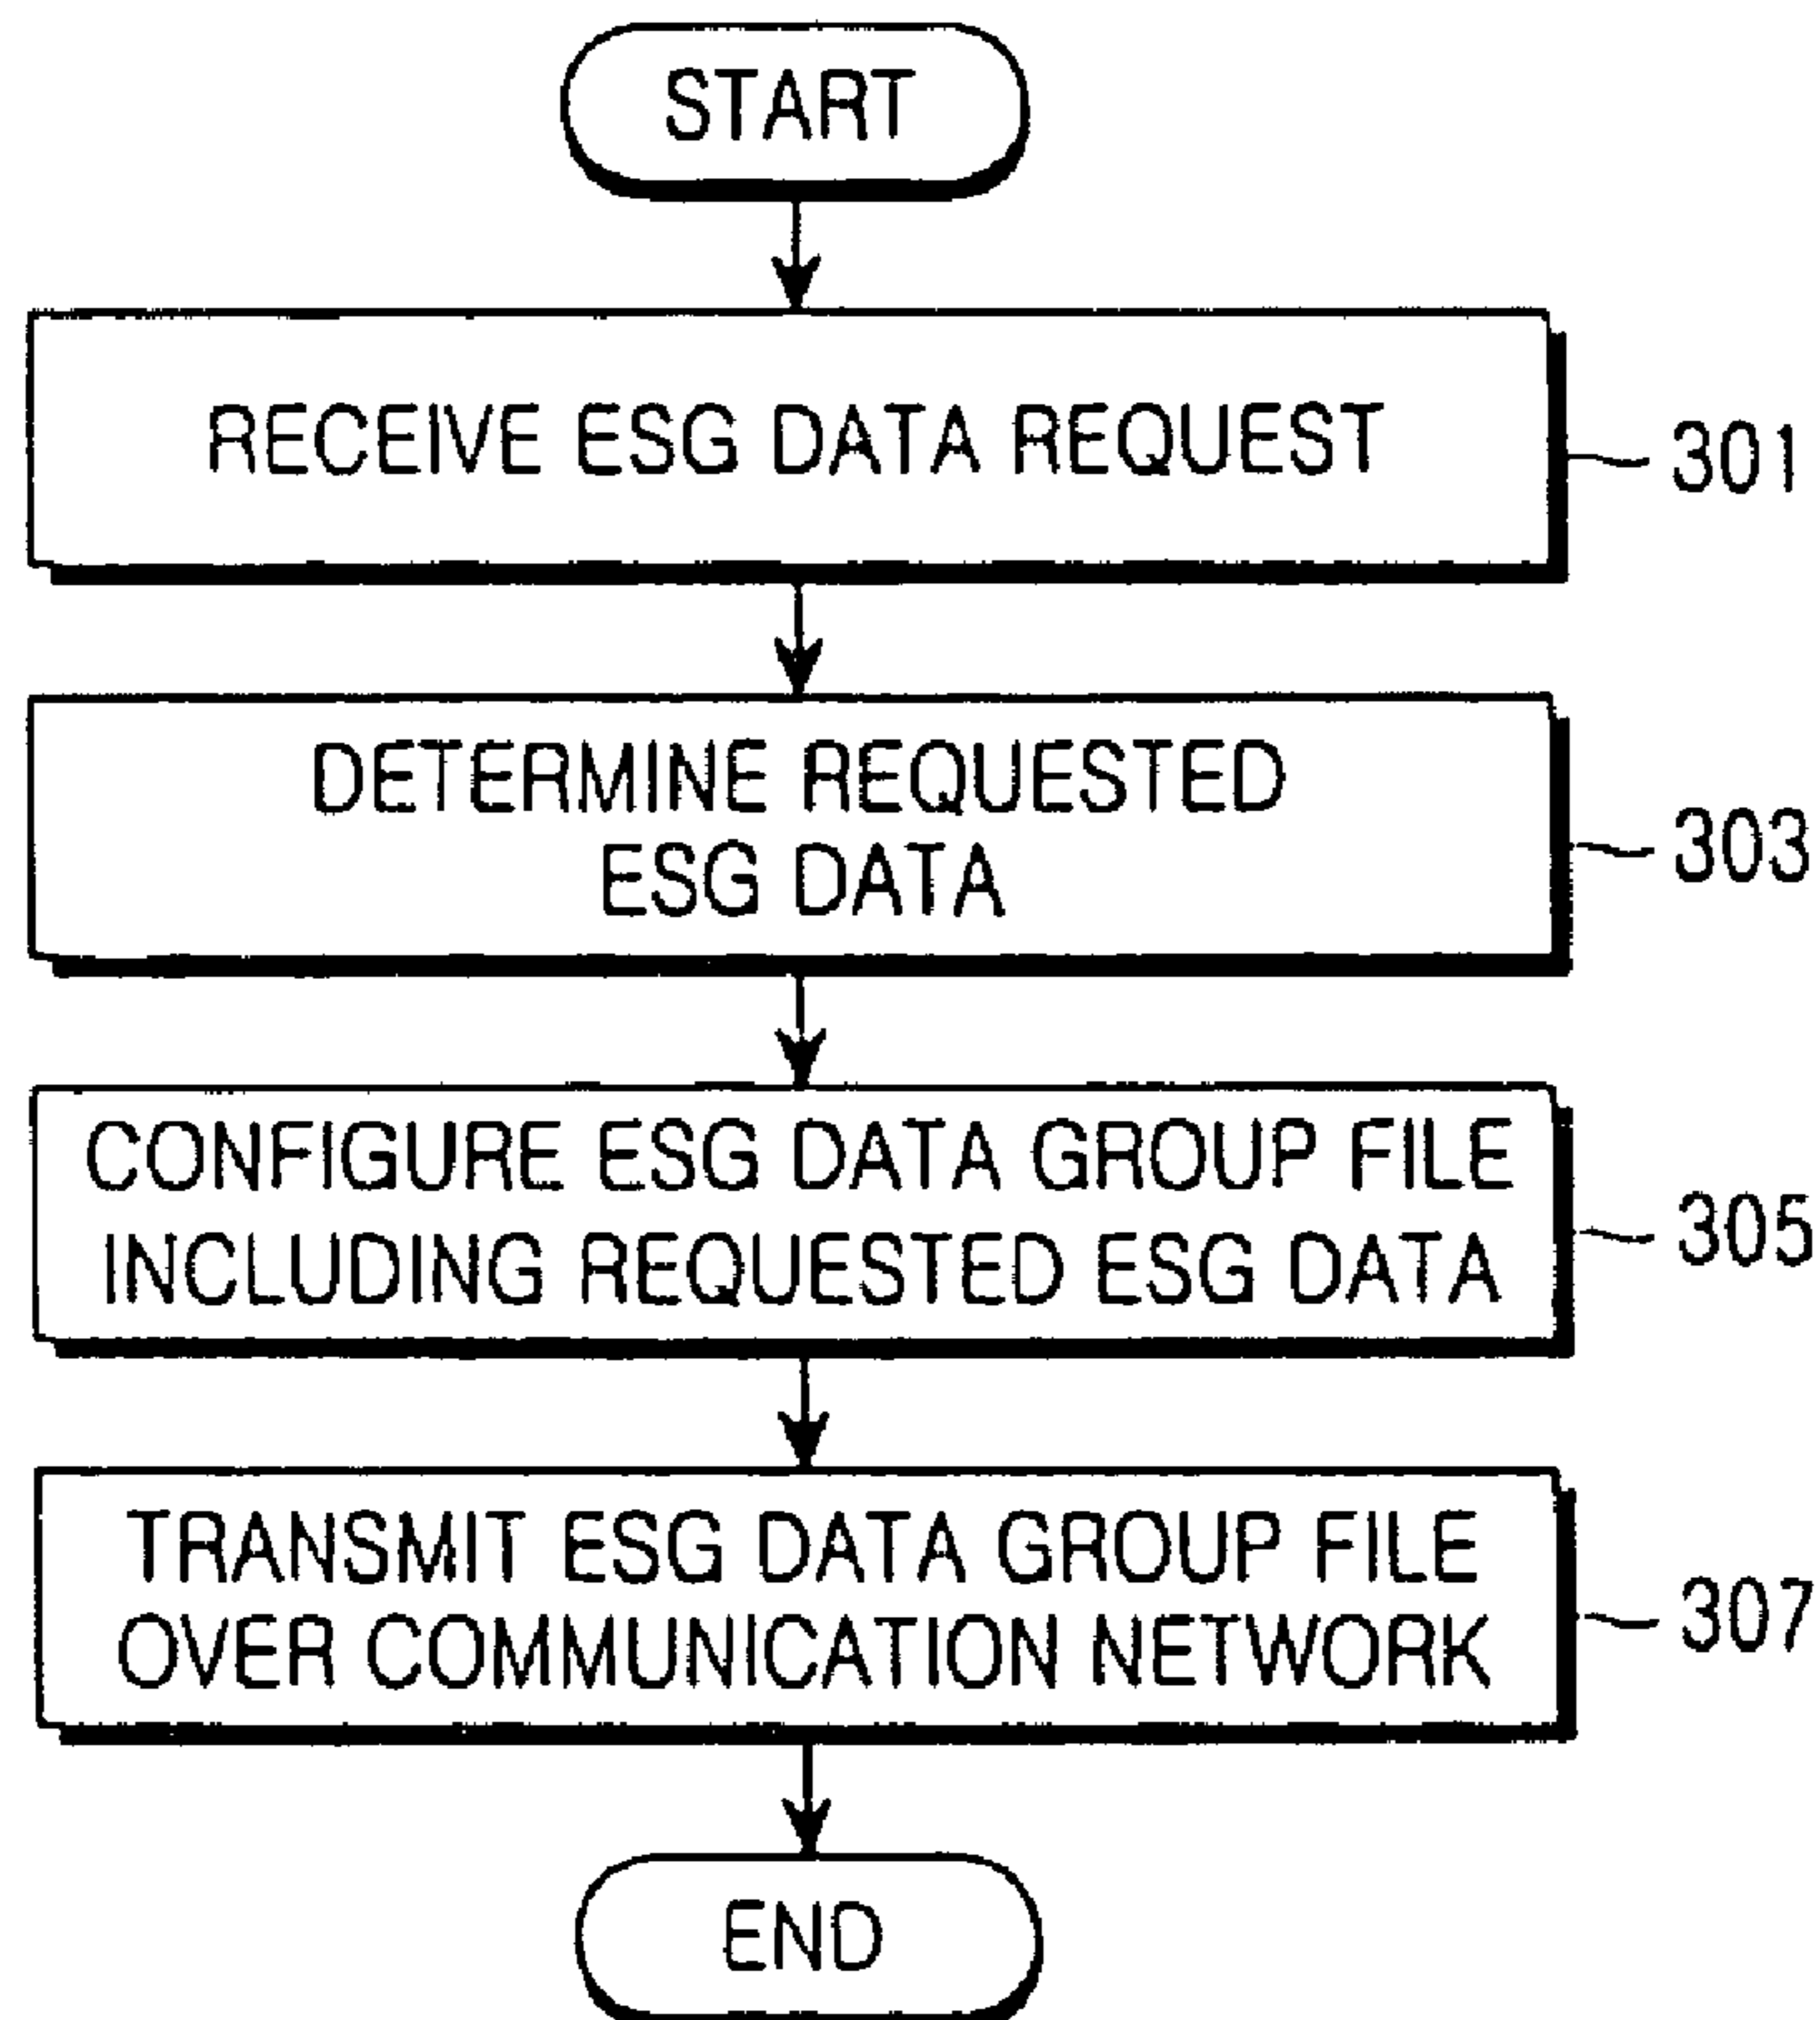 START
RECEIVE ESG DATA REQUEST
301
DETERMINE REQUESTED
ESG DATA
303
CONFIGURE ESG DATA GROUP FILE
INCLUDING REQUESTED ESG DATA
305
TRANSMIT ESG DATA GROUP FILE
OVER COMMUNICATION NETWORK
307
END